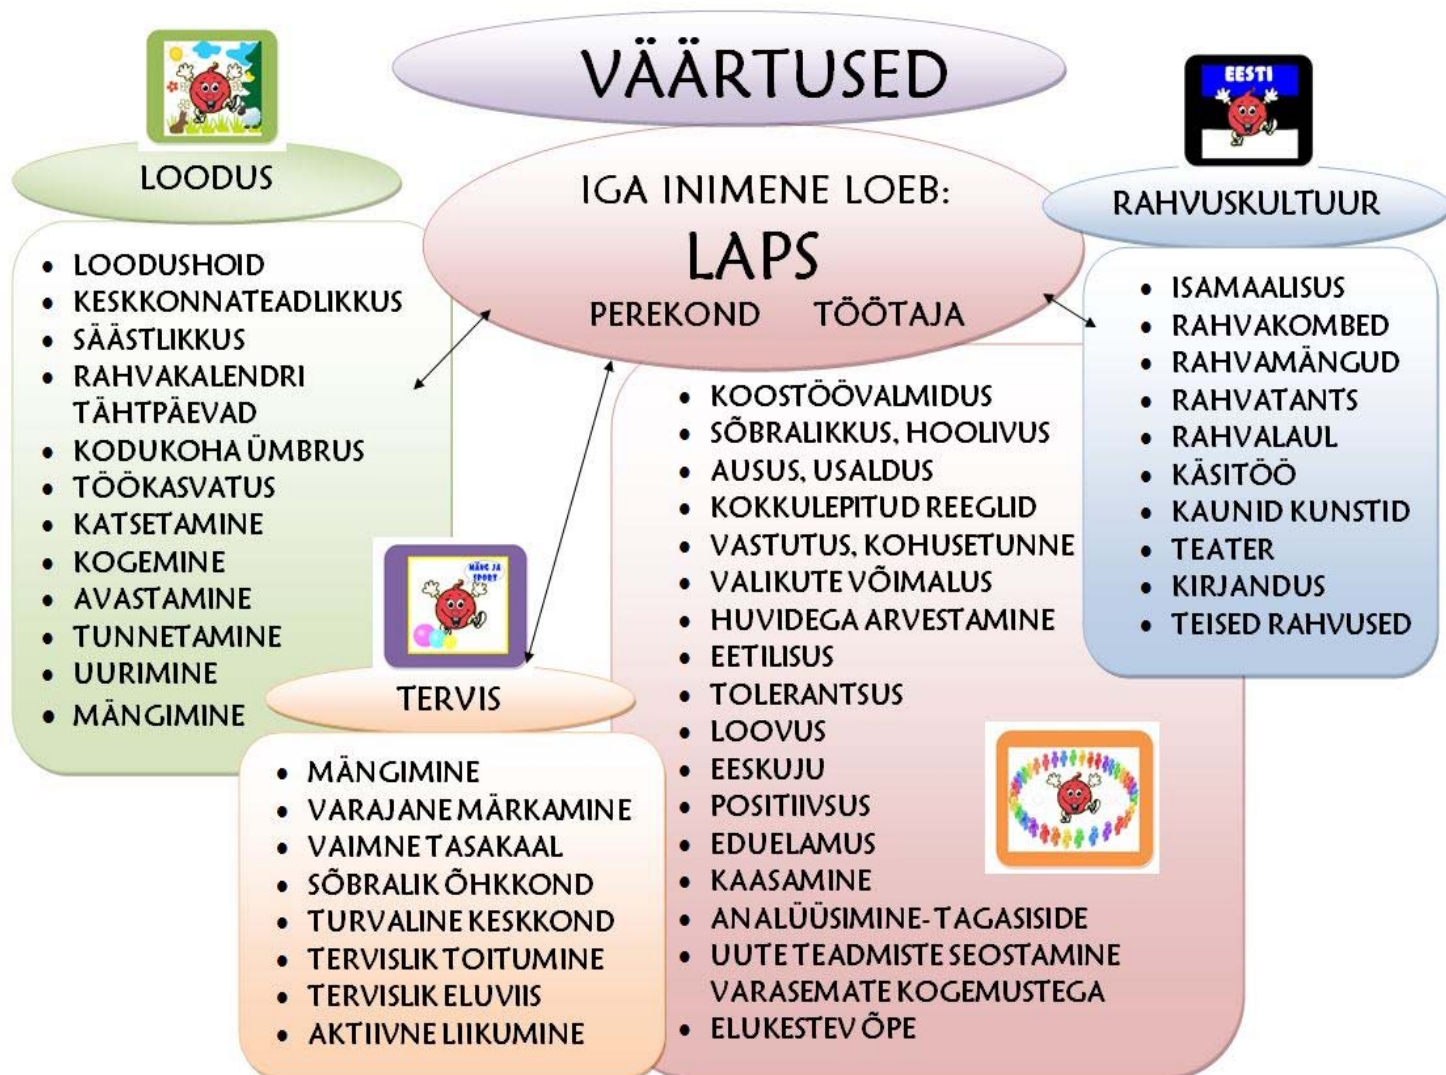 VÄÄRTUSED
LOODUS
LOODUSHOID
KESKKONNATEADLIKKUS
SÄÄSTLIKKUS
RAHVAKALENDRI
TÄHTPÄEVAD
KODUKOHA ÜMBRUS
TÖÖKASVATUS
KATSETAMINE
KOGEMINE
AVASTAMINE
TUNNETAMINE
UURIMINE
MÄNGIMINE
IGA INIMENE LOEB:
LAPS
PEREKOND TÖÖTAJA
KOOSTÖÖVALMIDUS
SÕBRALIKKUS, HOOLIVUS
AUSUS, USALDUS
KOKKULEPITUD REEGLID
VASTUTUS, KOHUSETUNNE
VALIKUTE VÕIMALUS
HUVIDEGA ARVESTAMINE
EETILISUS
TOLERANTSUS
LOOVUS
EESKUJU
POSITIIVSUS
EDUELAMUS
KAASAMINE
ANALÜÜSIMINE- TAGASISIDE
UUTE TEADMISTE SEOSTAMINE
VARASEMATE KOGEMUSTEGA
ELUKESTEV ÕPE
EESTI
RAHVUSKULTUUR
ISAMAALISUS
RAHVAKOMBED
RAHVAMÄNGUD
RAHVATANTS
RAHVALAUL
KÄSITÖÖ
KAUNID KUNSTID
TEATER
KIRJANDUS
TEISED RAHVUSED
MÄNG JA
SPORT
TERVIS
MÄNGIMINE
VARAJANE MÄRKAMINE
VAIMNE TASAKAAL
SÕBRALIK ÕHKKOND
TURVALINE KESKKOND
TERVISLIK TOITUMINE
TERVISLIK ELUVIIS
AKTIIVNE LIIKUMINE